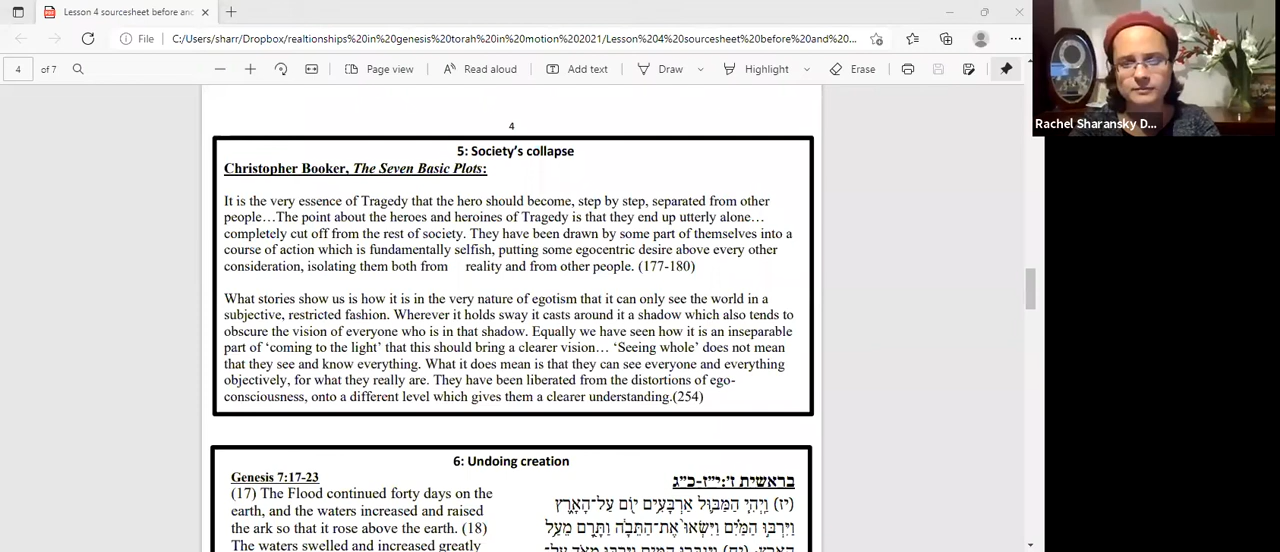 Lesson 4 sourcesheet before anc
File
C:/Users/sharr/Dropbox/realtionships%20in%20genesis%20torah%20in%20motion%202021/Lesson%204%20sourcesheet%20before%20and%20...
4 of 7
Page view
Read aloud
Add text
Draw
Highlight
Erase
Rachel Sharansky D...
4
5: Society's collapse
Christopher Booker, The Seven Basic Plots:
It is the very essence of Tragedy that the hero should become, step by step, separated from other
people…The point about the heroes and heroines of Tragedy is that they end up utterly alone…
completely cut off from the rest of society. They have been drawn by some part of themselves into a
course of action which is fundamentally selfish, putting some egocentric desire above every other
consideration, isolating them both from reality and from other people. (177-180)
What stories show us is how it is in the very nature of egotism that it can only see the world in a
subjective, restricted fashion. Wherever it holds sway it casts around it a shadow which also tends to
obscure the vision of everyone who is in that shadow. Equally we have seen how it is an inseparable
part of 'coming to the light' that this should bring a clearer vision… 'Seeing whole' does not mean
that they see and know everything. What it does mean is that they can see everyone and everything
objectively, for what they really are. They have been liberated from the distortions of ego-
consciousness, onto a different level which gives them a clearer understanding.(254)
6: Undoing creation
Genesis 7:17-23
(17) The Flood continued forty days on the
earth, and the waters increased and raised
the ark so that it rose above the earth. (18)
The waters swelled and increased greatly
בראשית ז׳:י״ז-כ״ג
(יז) וַיְהִ֧י הַמַּבּ֛וּל אַרְבָּעִ֥ים י֖וֹם עַל־הָאָ֑רֶץ
וַיִּרְבּ֣וּ הַמַּ֗יִם וַיִּשְׂאוּ֙ אֶת־הַתֵּבָ֔ה וַתָּ֖רׇם מֵעַ֥ל
הָאָֽרֶץ׃ (יח) וַיִּגְבְּר֥וּ הַמַּ֛יִם וַיִּרְבּ֥וּ מְאֹ֖ד עַל־